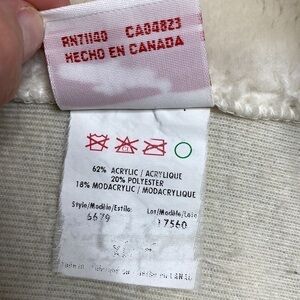 RN71140 CA04823
HECHO EN CANADA
62% ACRYLIC / ACRYLIQUE
20% POLYESTER
18% MODACRYLIC / MODACRYLIQUE
Style/Modèle/Estilo: Lot/Modèle/Lote
6679 17560